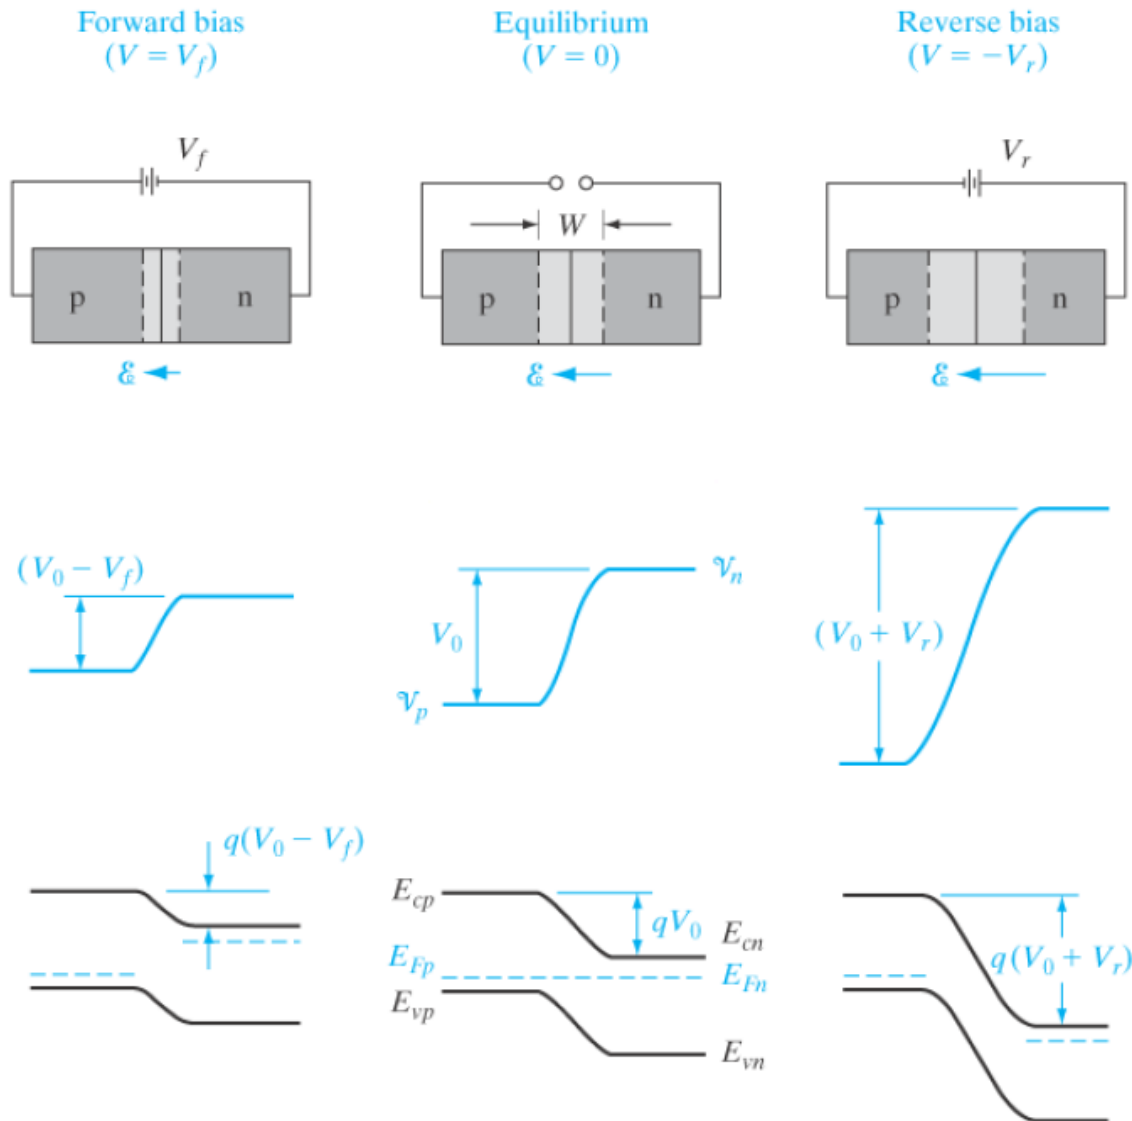 Forward bias
(V = V_f)
Equilibrium
(V = 0)
Reverse bias
(V = −V_r)
V_f
V_r
W
p
n
p
n
p
n
ℰ
ℰ
ℰ
(V_0 − V_f)
V_0
𝒱_n
𝒱_p
(V_0 + V_r)
q(V_0 − V_f)
E_cp
qV_0
E_cn
E_Fp
E_Fn
E_vp
E_vn
q(V_0 + V_r)